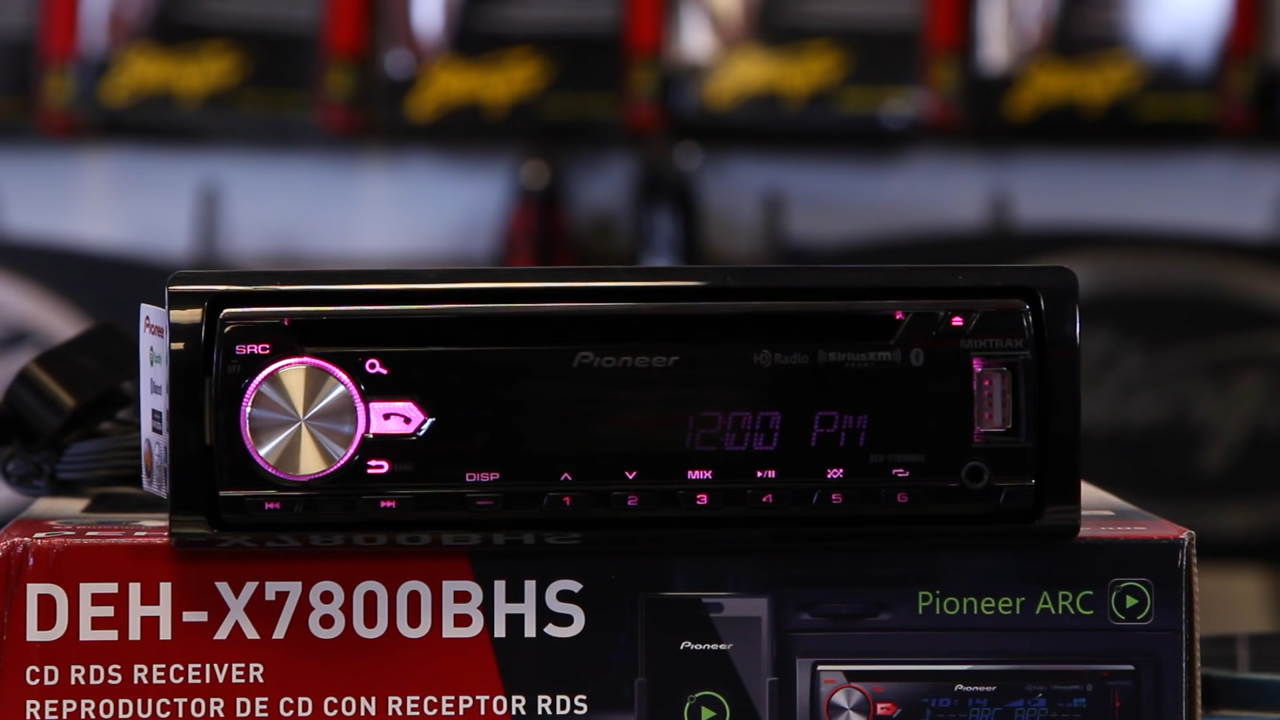 Pioneer
SRC
Pioneer
HD Radio
((SiriusXM))
MIXTRAX
12:00 PM
DISP
MIX
1
2
3
4
5
6
DEH-X7800BHS
CD RDS RECEIVER
REPRODUCTOR DE CD CON RECEPTOR RDS
Pioneer ARC
Pioneer
Pioneer